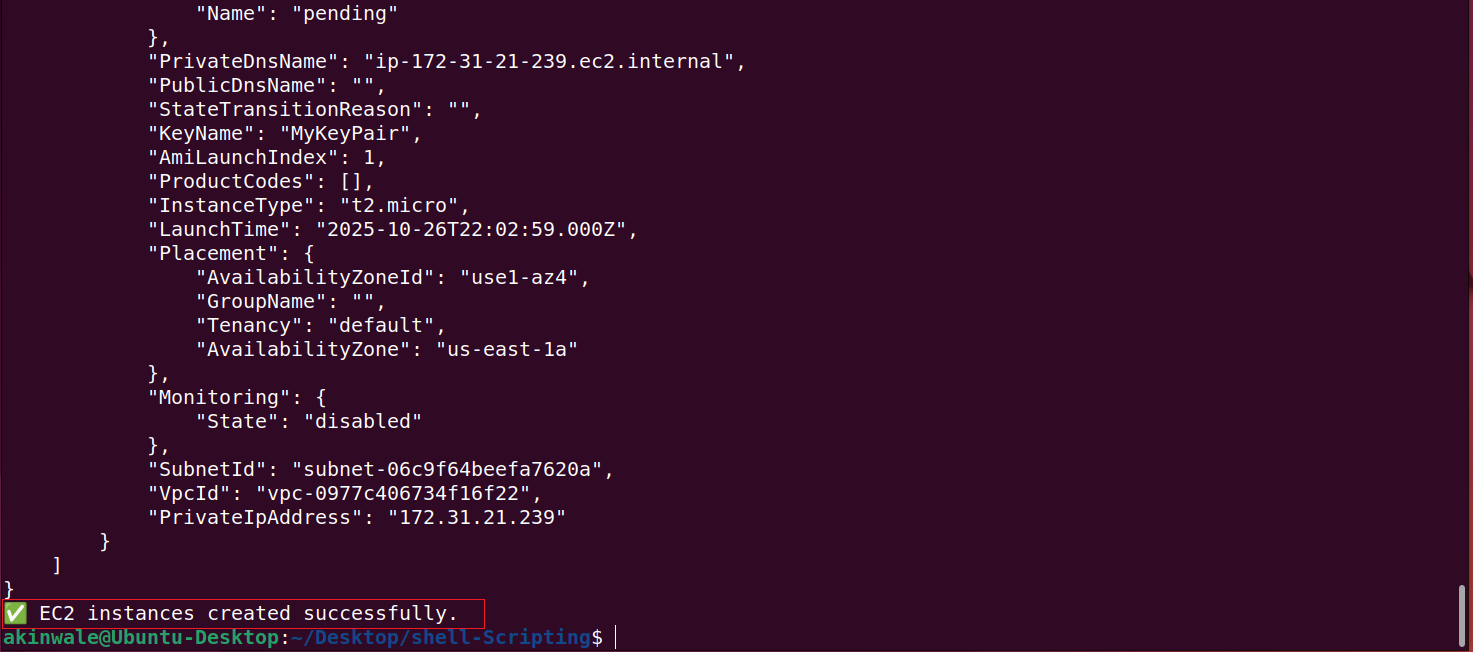 "Name": "pending"
            },
            "PrivateDnsName": "ip-172-31-21-239.ec2.internal",
            "PublicDnsName": "",
            "StateTransitionReason": "",
            "KeyName": "MyKeyPair",
            "AmiLaunchIndex": 1,
            "ProductCodes": [],
            "InstanceType": "t2.micro",
            "LaunchTime": "2025-10-26T22:02:59.000Z",
            "Placement": {
                "AvailabilityZoneId": "use1-az4",
                "GroupName": "",
                "Tenancy": "default",
                "AvailabilityZone": "us-east-1a"
            },
            "Monitoring": {
                "State": "disabled"
            },
            "SubnetId": "subnet-06c9f64beefa7620a",
            "VpcId": "vpc-0977c406734f16f22",
            "PrivateIpAddress": "172.31.21.239"
        }
    ]
}
✅ EC2 instances created successfully.
akinwale@Ubuntu-Desktop:~/Desktop/shell-Scripting$